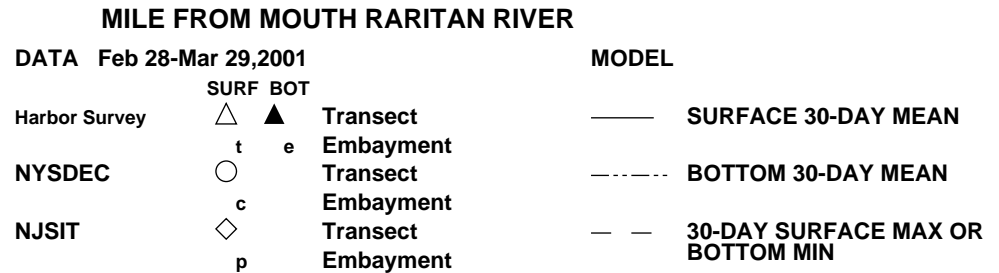 MILE FROM MOUTH RARITAN RIVER
DATA Feb 28-Mar 29,2001 MODEL
SURF BOT
Harbor Survey △ ▲ Transect SURFACE 30-DAY MEAN
t e Embayment
NYSDEC ○ Transect BOTTOM 30-DAY MEAN
c Embayment
NJSIT ◇ Transect 30-DAY SURFACE MAX OR
p Embayment BOTTOM MIN